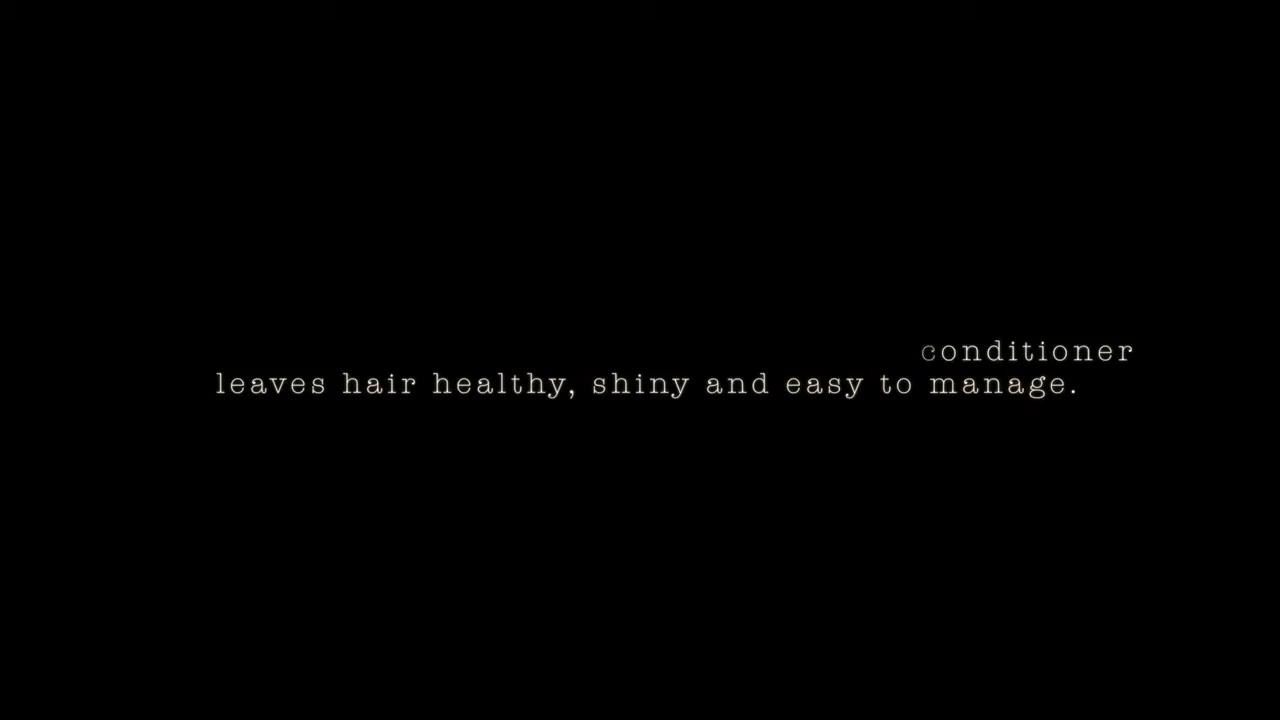 conditioner
leaves hair healthy, shiny and easy to manage.